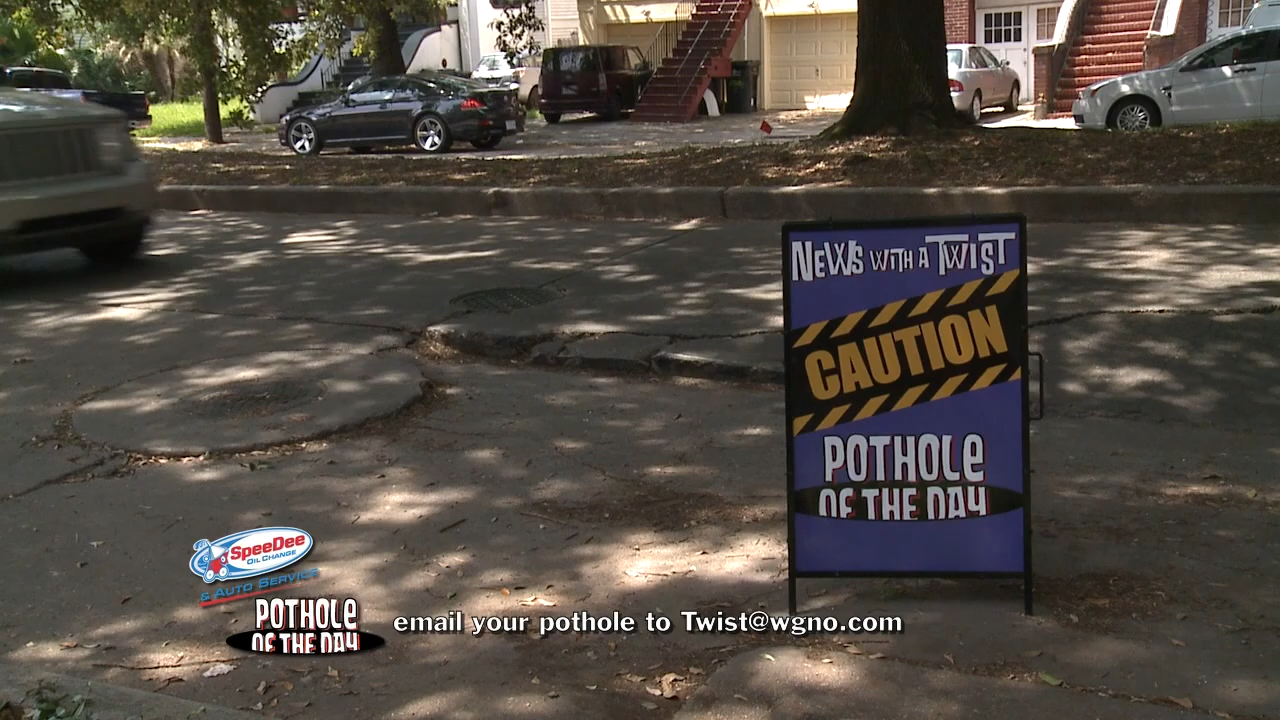 NEWS WITH A TWIST
CAUTION
POTHOLE
OF THE DAY
SpeeDee
OIL CHANGE
& AUTO SERVICE
POTHOLE
OF THE DAY
email your pothole to Twist@wgno.com